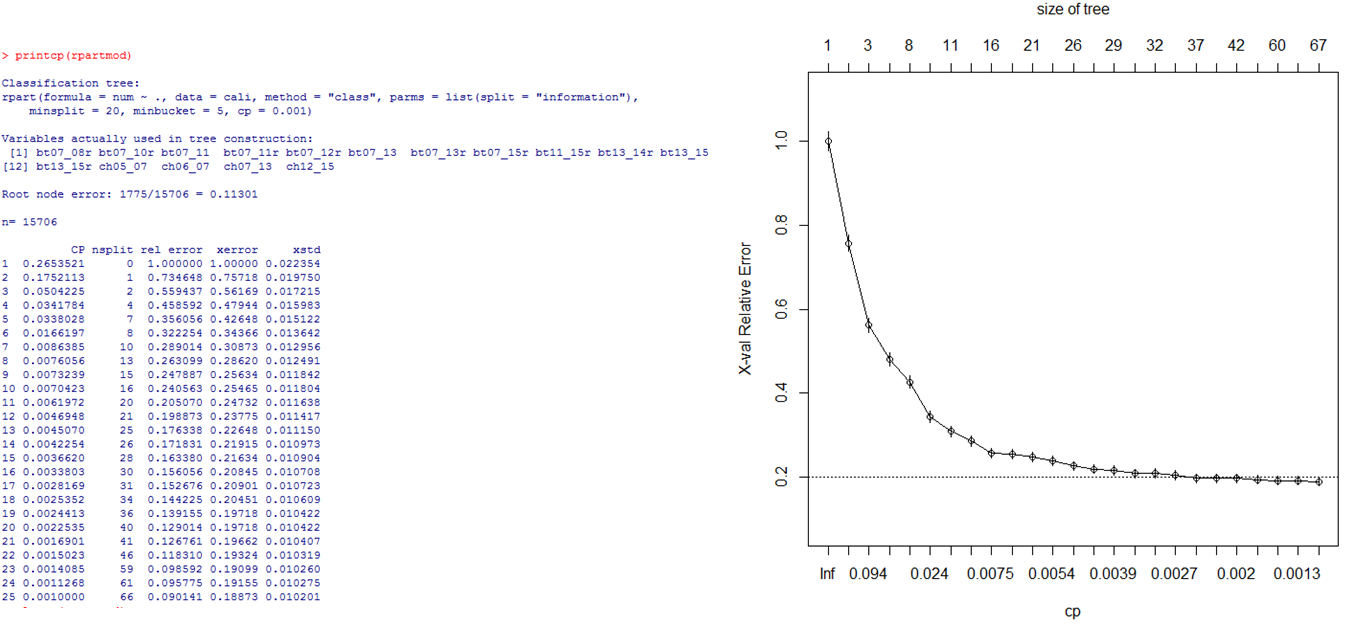 > printcp(rpartmod)
Classification tree:
rpart(formula = num ~ ., data = cali, method = "class", parms = list(split = "information"),
    minsplit = 20, minbucket = 5, cp = 0.001)
Variables actually used in tree construction:
 [1] bt07_08r bt07_10r bt07_11  bt07_11r bt07_12r bt07_13  bt07_13r bt07_15r bt11_15r bt13_14r bt13_15
[12] bt13_15r ch05_07  ch06_07  ch07_13  ch12_15
Root node error: 1775/15706 = 0.11301
n= 15706
          CP nsplit rel error  xerror     xstd
1  0.2653521      0  1.000000 1.00000 0.022354
2  0.1752113      1  0.734648 0.75718 0.019750
3  0.0504225      2  0.559437 0.56169 0.017215
4  0.0341784      4  0.458592 0.47944 0.015983
5  0.0338028      7  0.356056 0.42648 0.015122
6  0.0166197      8  0.322254 0.34366 0.013642
7  0.0086385     10  0.289014 0.30873 0.012956
8  0.0076056     13  0.263099 0.28620 0.012491
9  0.0073239     15  0.247887 0.25634 0.011842
10 0.0070423     16  0.240563 0.25465 0.011804
11 0.0061972     20  0.205070 0.24732 0.011638
12 0.0046948     21  0.198873 0.23775 0.011417
13 0.0045070     25  0.176338 0.22648 0.011150
14 0.0042254     26  0.171831 0.21915 0.010973
15 0.0036620     28  0.163380 0.21634 0.010904
16 0.0033803     30  0.156056 0.20845 0.010708
17 0.0028169     31  0.152676 0.20901 0.010723
18 0.0025352     34  0.144225 0.20451 0.010609
19 0.0024413     36  0.139155 0.19718 0.010422
20 0.0022535     40  0.129014 0.19718 0.010422
21 0.0016901     41  0.126761 0.19662 0.010407
22 0.0015023     46  0.118310 0.19324 0.010319
23 0.0014085     59  0.098592 0.19099 0.010260
24 0.0011268     61  0.095775 0.19155 0.010275
25 0.0010000     66  0.090141 0.18873 0.010201
size of tree
1 3 8 11 16 21 26 29 32 37 42 60 67
X-val Relative Error
1.0
0.8
0.6
0.4
0.2
Inf 0.094 0.024 0.0075 0.0054 0.0039 0.0027 0.002 0.0013
cp